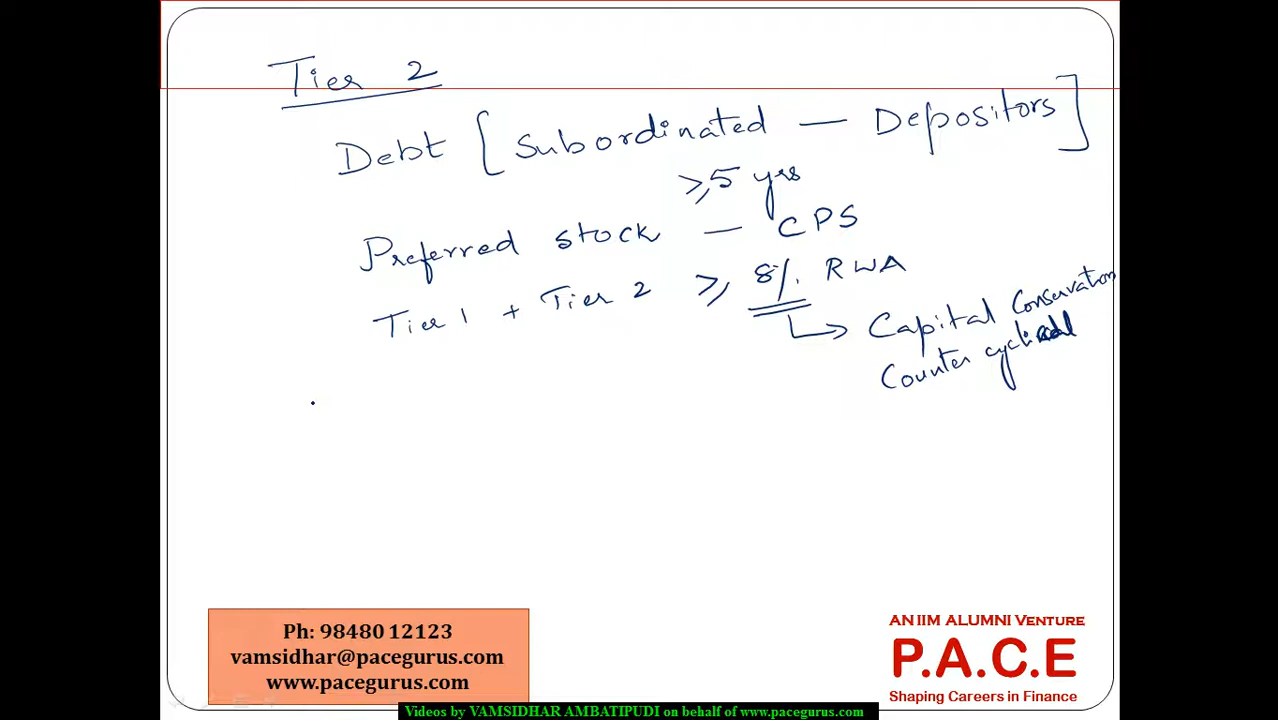 Tier 2
Debt [Subordinated — Depositors]
≥5 yrs
Preferred stock — CPS
Tier 1 + Tier 2 ≥ 8% RWA
Capital Conservation
Counter cyclical
Ph: 98480 12123
vamsidhar@pacegurus.com
www.pacegurus.com
AN IIM ALUMNI VENTURE
P.A.C.E
Shaping Careers in Finance
Videos by VAMSIDHAR AMBATIPUDI on behalf of www.pacegurus.com